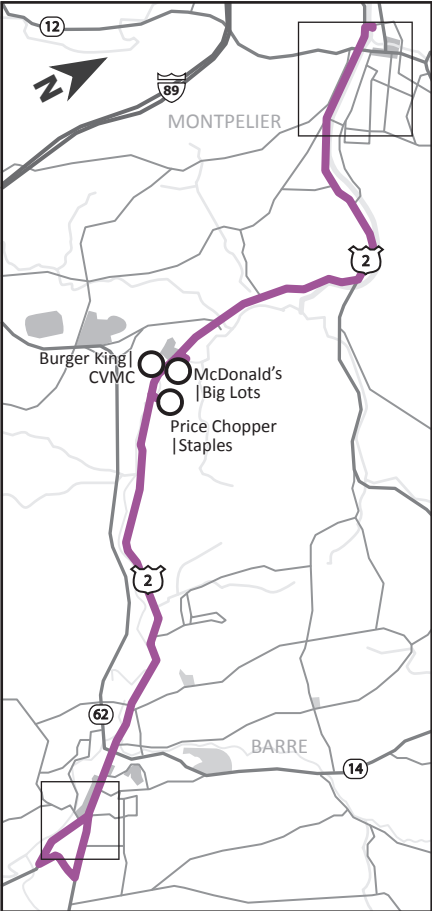 12
N
89
MONTPELIER
2
Burger King|
CVMC
McDonald's
|Big Lots
Price Chopper
|Staples
2
62
BARRE
14